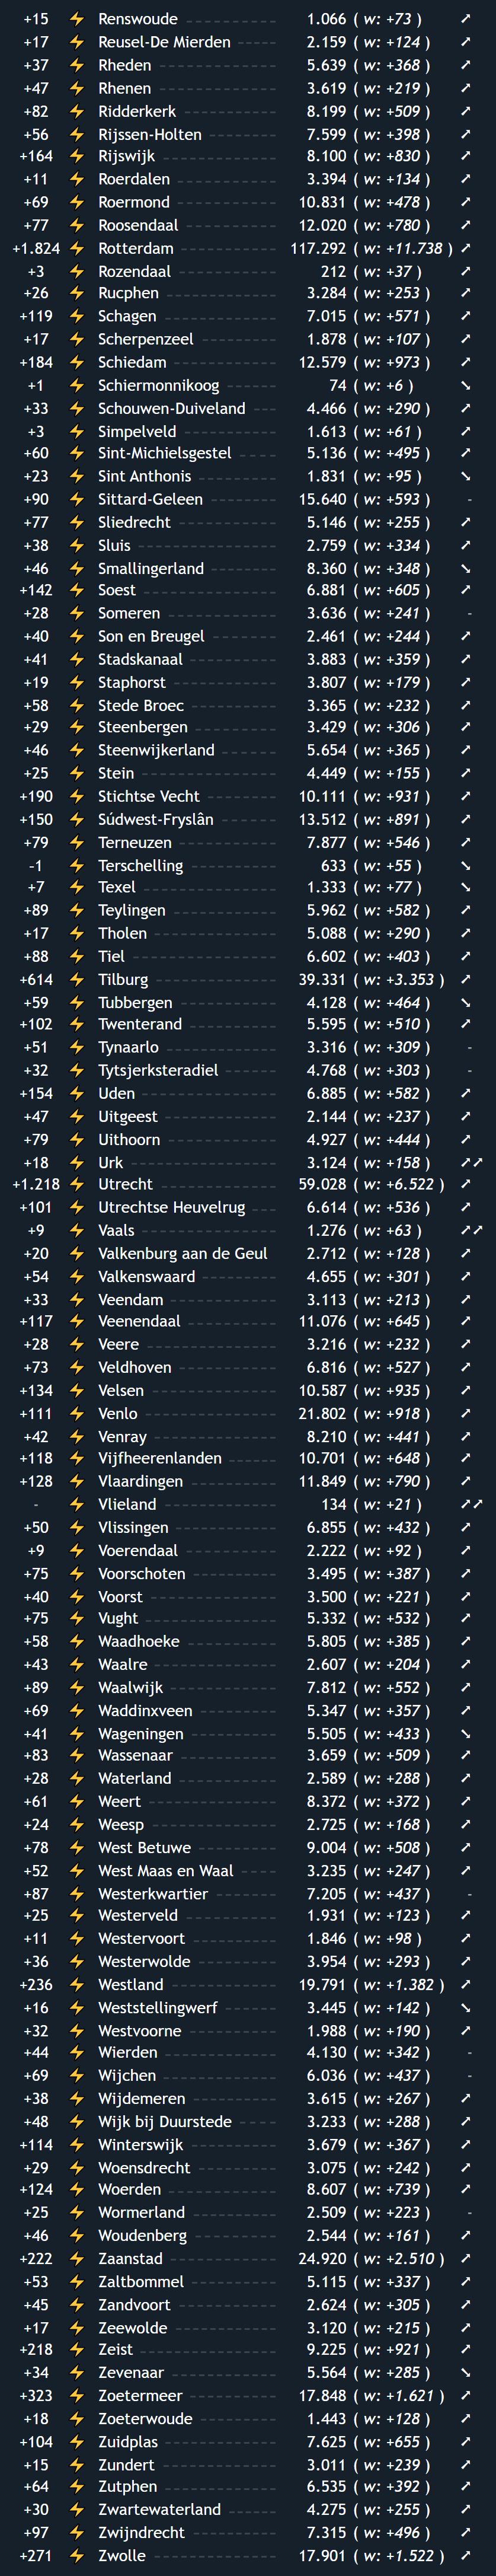 +15 ⚡ Renswoude 1.066 ( w: +73 ) ➚
+17 ⚡ Reusel-De Mierden 2.159 ( w: +124 ) ➚
+37 ⚡ Rheden 5.639 ( w: +368 ) ➚
+47 ⚡ Rhenen 3.619 ( w: +219 ) ➚
+82 ⚡ Ridderkerk 8.199 ( w: +509 ) ➚
+56 ⚡ Rijssen-Holten 7.599 ( w: +398 ) ➚
+164 ⚡ Rijswijk 8.100 ( w: +830 ) ➚
+11 ⚡ Roerdalen 3.394 ( w: +134 ) ➚
+69 ⚡ Roermond 10.831 ( w: +478 ) ➚
+77 ⚡ Roosendaal 12.020 ( w: +780 ) ➚
+1.824 ⚡ Rotterdam 117.292 ( w: +11.738 ) ➚
+3 ⚡ Rozendaal 212 ( w: +37 ) ➚
+26 ⚡ Rucphen 3.284 ( w: +253 ) ➚
+119 ⚡ Schagen 7.015 ( w: +571 ) ➚
+17 ⚡ Scherpenzeel 1.878 ( w: +107 ) ➚
+184 ⚡ Schiedam 12.579 ( w: +973 ) ➚
+1 ⚡ Schiermonnikoog 74 ( w: +6 ) ➘
+33 ⚡ Schouwen-Duiveland 4.466 ( w: +290 ) ➚
+3 ⚡ Simpelveld 1.613 ( w: +61 ) ➚
+60 ⚡ Sint-Michielsgestel 5.136 ( w: +495 ) ➚
+23 ⚡ Sint Anthonis 1.831 ( w: +95 ) ➘
+90 ⚡ Sittard-Geleen 15.640 ( w: +593 ) -
+77 ⚡ Sliedrecht 5.146 ( w: +255 ) ➚
+38 ⚡ Sluis 2.759 ( w: +334 ) ➚
+46 ⚡ Smallingerland 8.360 ( w: +348 ) ➘
+142 ⚡ Soest 6.881 ( w: +605 ) ➚
+28 ⚡ Someren 3.636 ( w: +241 ) -
+40 ⚡ Son en Breugel 2.461 ( w: +244 ) ➚
+41 ⚡ Stadskanaal 3.883 ( w: +359 ) ➚
+19 ⚡ Staphorst 3.807 ( w: +179 ) ➚
+58 ⚡ Stede Broec 3.365 ( w: +232 ) ➚
+29 ⚡ Steenbergen 3.429 ( w: +306 ) ➚
+46 ⚡ Steenwijkerland 5.654 ( w: +365 ) ➚
+25 ⚡ Stein 4.449 ( w: +155 ) ➚
+190 ⚡ Stichtse Vecht 10.111 ( w: +931 ) ➚
+150 ⚡ Súdwest-Fryslân 13.512 ( w: +891 ) ➚
+79 ⚡ Terneuzen 7.877 ( w: +546 ) ➚
-1 ⚡ Terschelling 633 ( w: +55 ) ➘
+7 ⚡ Texel 1.333 ( w: +77 ) ➘
+89 ⚡ Teylingen 5.962 ( w: +582 ) ➚
+17 ⚡ Tholen 5.088 ( w: +290 ) ➚
+88 ⚡ Tiel 6.602 ( w: +403 ) ➚
+614 ⚡ Tilburg 39.331 ( w: +3.353 ) ➚
+59 ⚡ Tubbergen 4.128 ( w: +464 ) ➘
+102 ⚡ Twenterand 5.595 ( w: +510 ) ➚
+51 ⚡ Tynaarlo 3.316 ( w: +309 ) -
+32 ⚡ Tytsjerksteradiel 4.768 ( w: +303 ) -
+154 ⚡ Uden 6.885 ( w: +582 ) ➚
+47 ⚡ Uitgeest 2.144 ( w: +237 ) ➚
+79 ⚡ Uithoorn 4.927 ( w: +444 ) ➚
+18 ⚡ Urk 3.124 ( w: +158 ) ➚➚
+1.218 ⚡ Utrecht 59.028 ( w: +6.522 ) ➚
+101 ⚡ Utrechtse Heuvelrug 6.614 ( w: +536 ) ➚
+9 ⚡ Vaals 1.276 ( w: +63 ) ➚➚
+20 ⚡ Valkenburg aan de Geul 2.712 ( w: +128 ) ➚
+54 ⚡ Valkenswaard 4.655 ( w: +301 ) ➚
+33 ⚡ Veendam 3.113 ( w: +213 ) ➚
+117 ⚡ Veenendaal 11.076 ( w: +645 ) ➚
+28 ⚡ Veere 3.216 ( w: +232 ) ➚
+73 ⚡ Veldhoven 6.816 ( w: +527 ) ➚
+134 ⚡ Velsen 10.587 ( w: +935 ) ➚
+111 ⚡ Venlo 21.802 ( w: +918 ) ➚
+42 ⚡ Venray 8.210 ( w: +441 ) ➚
+118 ⚡ Vijfheerenlanden 10.701 ( w: +648 ) ➚
+128 ⚡ Vlaardingen 11.849 ( w: +790 ) ➚
- ⚡ Vlieland 134 ( w: +21 ) ➚➚
+50 ⚡ Vlissingen 6.855 ( w: +432 ) ➚
+9 ⚡ Voerendaal 2.222 ( w: +92 ) ➚
+75 ⚡ Voorschoten 3.495 ( w: +387 ) ➚
+40 ⚡ Voorst 3.500 ( w: +221 ) ➚
+75 ⚡ Vught 5.332 ( w: +532 ) ➚
+58 ⚡ Waadhoeke 5.805 ( w: +385 ) ➚
+43 ⚡ Waalre 2.607 ( w: +204 ) ➚
+89 ⚡ Waalwijk 7.812 ( w: +552 ) ➚
+69 ⚡ Waddinxveen 5.347 ( w: +357 ) ➚
+41 ⚡ Wageningen 5.505 ( w: +433 ) ➘
+83 ⚡ Wassenaar 3.659 ( w: +509 ) ➚
+28 ⚡ Waterland 2.589 ( w: +288 ) ➚
+61 ⚡ Weert 8.372 ( w: +372 ) ➚
+24 ⚡ Weesp 2.725 ( w: +168 ) ➚
+78 ⚡ West Betuwe 9.004 ( w: +508 ) ➚
+52 ⚡ West Maas en Waal 3.235 ( w: +247 ) ➚
+87 ⚡ Westerkwartier 7.205 ( w: +437 ) -
+25 ⚡ Westerveld 1.931 ( w: +123 ) ➚
+11 ⚡ Westervoort 1.846 ( w: +98 ) ➚
+36 ⚡ Westerwolde 3.954 ( w: +293 ) ➚
+236 ⚡ Westland 19.791 ( w: +1.382 ) ➚
+16 ⚡ Weststellingwerf 3.445 ( w: +142 ) ➘
+32 ⚡ Westvoorne 1.988 ( w: +190 ) ➚
+44 ⚡ Wierden 4.130 ( w: +342 ) -
+69 ⚡ Wijchen 6.036 ( w: +437 ) -
+38 ⚡ Wijdemeren 3.615 ( w: +267 ) ➚
+48 ⚡ Wijk bij Duurstede 3.233 ( w: +288 ) ➚
+114 ⚡ Winterswijk 3.679 ( w: +367 ) ➚
+29 ⚡ Woensdrecht 3.075 ( w: +242 ) ➚
+124 ⚡ Woerden 8.607 ( w: +739 ) ➚
+25 ⚡ Wormerland 2.509 ( w: +223 ) -
+46 ⚡ Woudenberg 2.544 ( w: +161 ) ➚
+222 ⚡ Zaanstad 24.920 ( w: +2.510 ) ➚
+53 ⚡ Zaltbommel 5.115 ( w: +337 ) ➚
+45 ⚡ Zandvoort 2.624 ( w: +305 ) ➚
+17 ⚡ Zeewolde 3.120 ( w: +215 ) ➚
+218 ⚡ Zeist 9.225 ( w: +921 ) ➚
+34 ⚡ Zevenaar 5.564 ( w: +285 ) ➘
+323 ⚡ Zoetermeer 17.848 ( w: +1.621 ) ➚
+18 ⚡ Zoeterwoude 1.443 ( w: +128 ) ➚
+104 ⚡ Zuidplas 7.625 ( w: +655 ) ➚
+15 ⚡ Zundert 3.011 ( w: +239 ) ➚
+64 ⚡ Zutphen 6.535 ( w: +392 ) ➚
+30 ⚡ Zwartewaterland 4.275 ( w: +255 ) ➚
+97 ⚡ Zwijndrecht 7.315 ( w: +496 ) ➚
+271 ⚡ Zwolle 17.901 ( w: +1.522 ) ➚